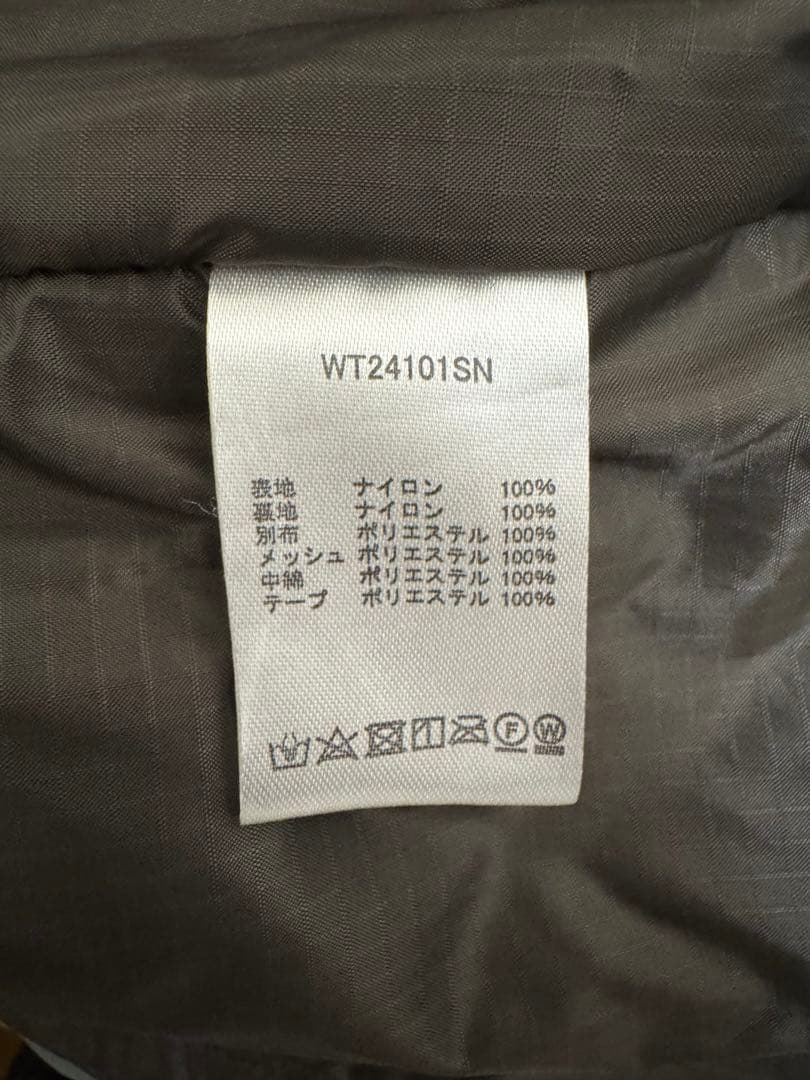 WT24101SN
表地 ナイロン 100%
裏地 ナイロン 100%
別布 ポリエステル 100%
メッシュ ポリエステル 100%
中綿 ポリエステル 100%
テープ ポリエステル 100%
F W